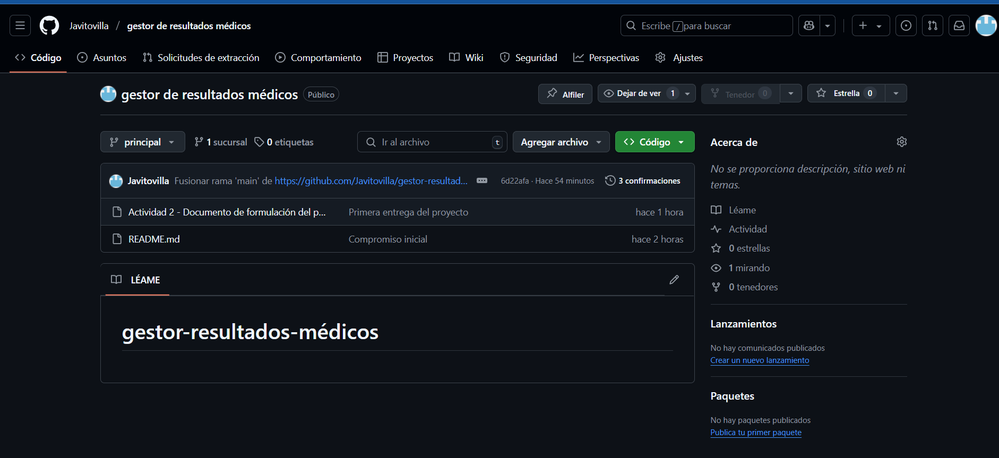 Javitovilla / gestor de resultados médicos
Escribe / para buscar
Código
Asuntos
Solicitudes de extracción
Comportamiento
Proyectos
Wiki
Seguridad
Perspectivas
Ajustes
gestor de resultados médicos Público
Alfiler
Dejar de ver 1
Tenedor 0
Estrella 0
principal
1 sucursal
0 etiquetas
Ir al archivo t
Agregar archivo
Código
Javitovilla Fusionar rama 'main' de https://github.com/Javitovilla/gestor-resultad... 6d22afa · Hace 54 minutos 3 confirmaciones
Actividad 2 - Documento de formulación del p... Primera entrega del proyecto hace 1 hora
README.md Compromiso inicial hace 2 horas
LÉAME
gestor-resultados-médicos
Acerca de
No se proporciona descripción, sitio web ni
temas.
Léame
Actividad
0 estrellas
1 mirando
0 tenedores
Lanzamientos
No hay comunicados publicados
Crear un nuevo lanzamiento
Paquetes
No hay paquetes publicados
Publica tu primer paquete